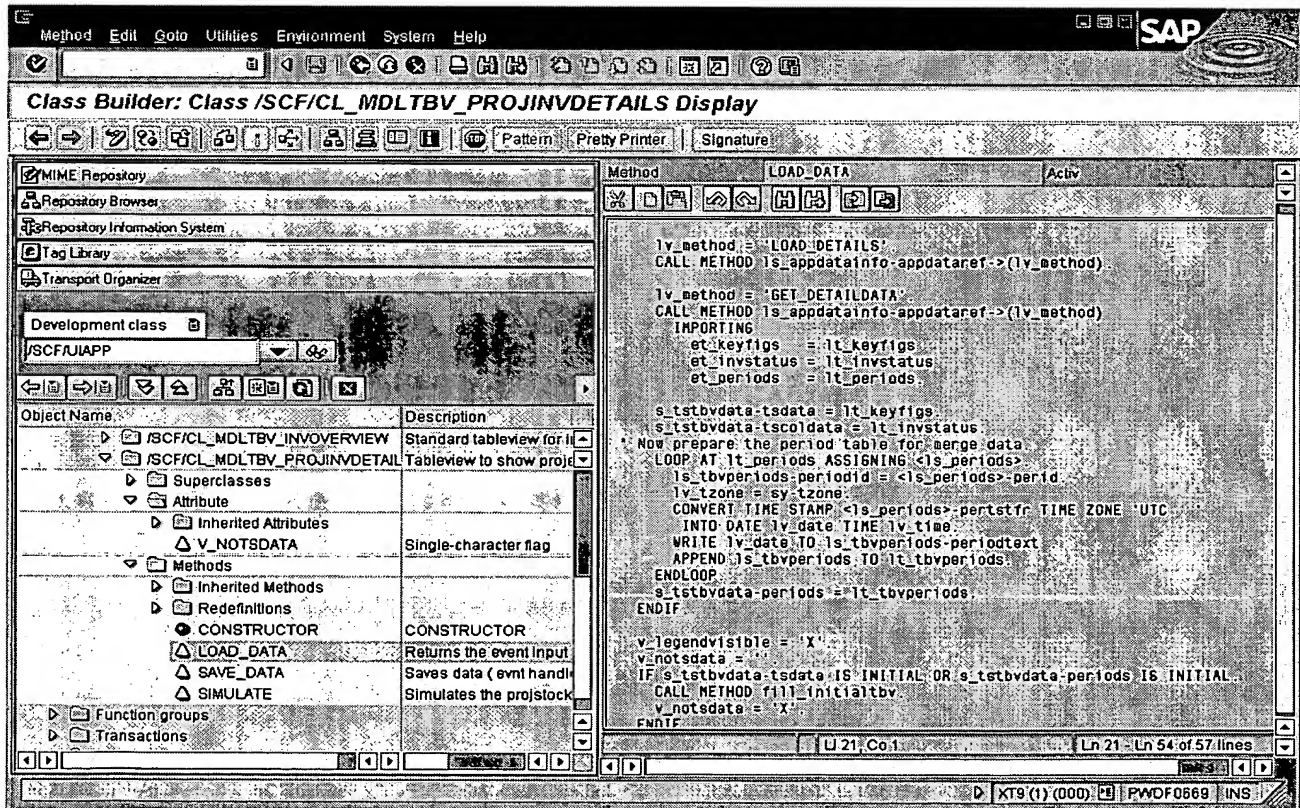 Method Edit Goto Utilities Environment System Help
SAP
Class Builder: Class /SCF/CL_MDLTBV_PROJINVDETAILS Display
Pattern Pretty Printer Signature
MIME Repository
Repository Browser
Repository Information System
Tag Library
Transport Organizer
Development class
/SCF/UIAPP
Object Name Description
/SCF/CL_MDLTBV_INVOVERVIEW Standard tableview for
/SCF/CL_MDLTBV_PROJINVDETAIL Tableview to show proje
Superclasses
Attribute
Inherited Attributes
V_NOTSDATA Single-character flag
Methods
Inherited Methods
Redefinitions
CONSTRUCTOR CONSTRUCTOR
LOAD_DATA Returns the event input
SAVE_DATA Saves data ( evnt handle
SIMULATE Simulates the projstock
Function groups
Transactions
Method LOAD_DATA Activ
lv_method = 'LOAD_DETAILS'.
CALL METHOD ls_appdatainfo-appdataref->(lv_method).
lv_method = 'GET_DETAILDATA'.
CALL METHOD ls_appdatainfo-appdataref->(lv_method)
IMPORTING
et_keyfigs = lt_keyfigs
et_invstatus = lt_invstatus
et_periods = lt_periods.
s_tstbvdata-tsdata = lt_keyfigs.
s_tstbvdata-tscoldata = lt_invstatus.
* Now prepare the period table for merge data
LOOP AT lt_periods ASSIGNING <ls_periods>.
ls_tbvperiods-periodid = <ls_periods>-perid.
lv_tzone = sy-tzone.
CONVERT TIME STAMP <ls_periods>-pertstfr TIME ZONE 'UTC
INTO DATE lv_date TIME lv_time.
WRITE lv_date TO ls_tbvperiods-periodtext.
APPEND ls_tbvperiods TO lt_tbvperiods.
ENDLOOP.
s_tstbvdata-periods = lt_tbvperiods.
ENDIF.
v_legendvisible = 'X'.
v_notsdata = ' '.
IF s_tstbvdata-tsdata IS INITIAL OR s_tstbvdata-periods IS INITIAL.
CALL METHOD fill_initialtbv.
v_notsdata = 'X'.
ENDIF.
Li 21, Co 1 Ln 21 - Ln 54 of 57 lines
XT9 (1) (000) PWDF0669 INS